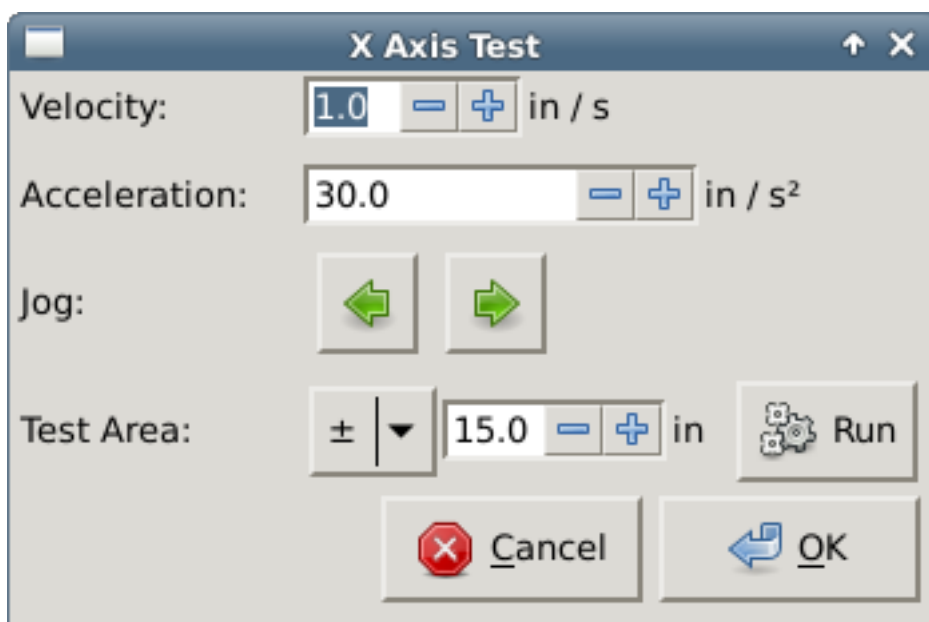 X Axis Test
Velocity: 1.0 in / s
Acceleration: 30.0 in / s²
Jog:
Test Area: ± 15.0 in Run
Cancel OK